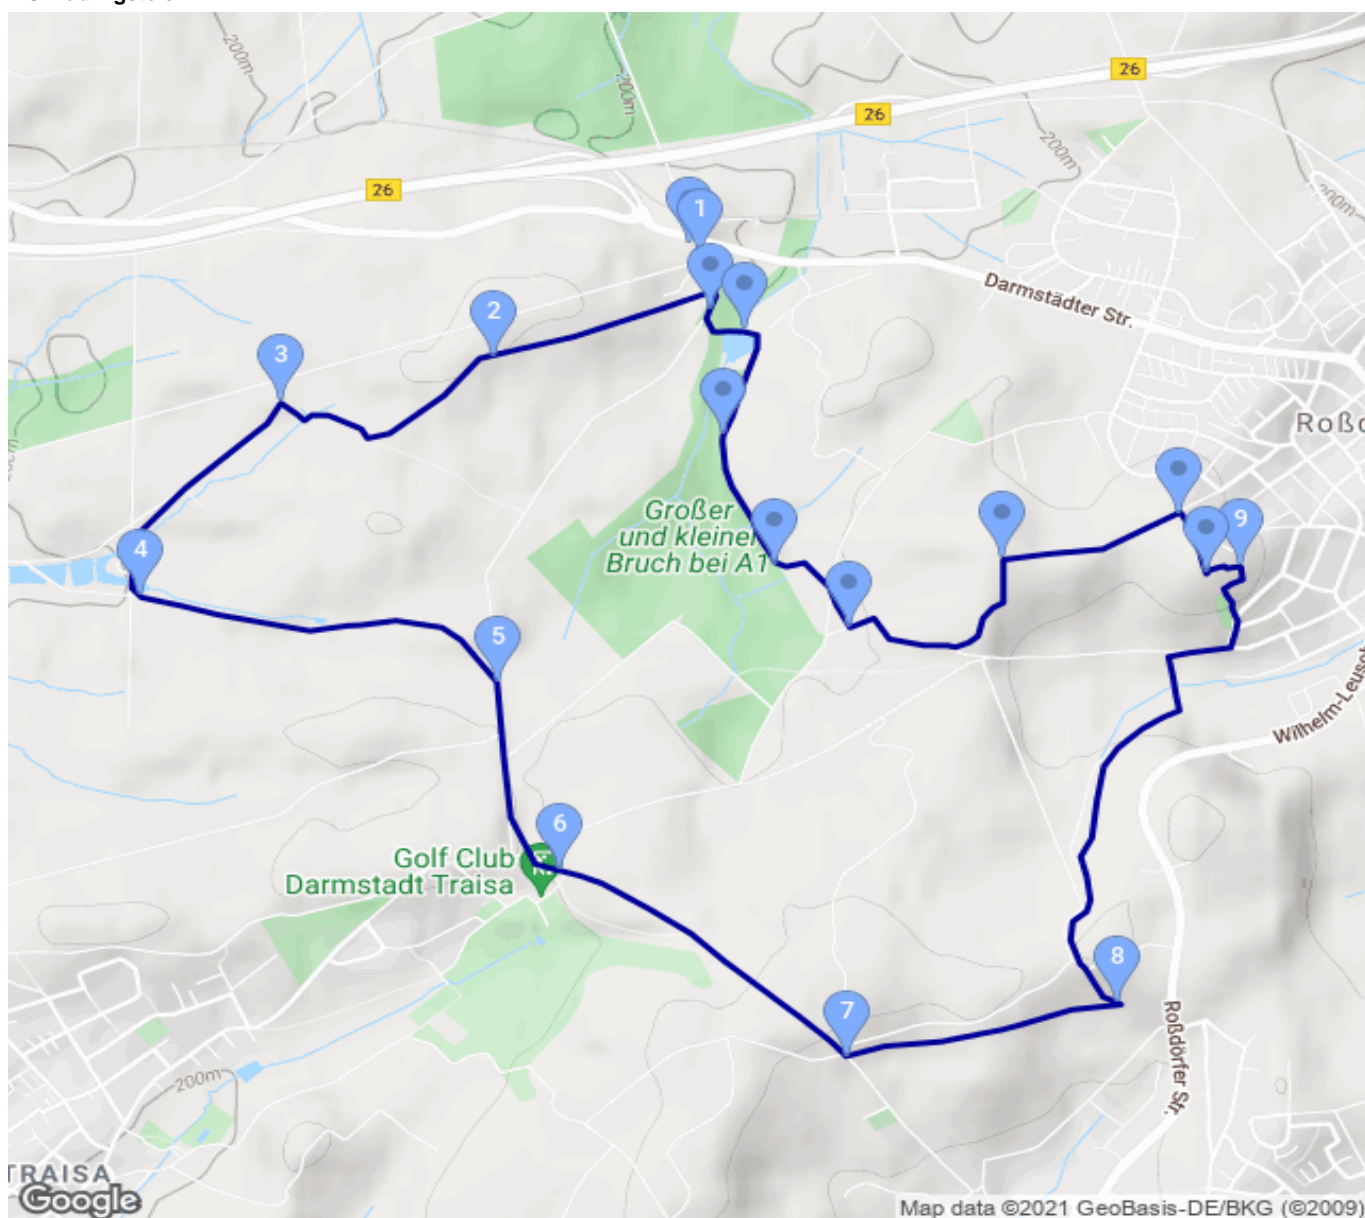 200m
200m
26
26
200m
26
200m
1
Darmstädter Str.
2
3
Roßd
9
Großer
und kleiner
Bruch bei A1
4
5
Wilhelm-Leusch
6
Golf Club
Darmstadt Traisa
8
7
Roßdörfer Str.
200m
TRAISA
Google
Map data ©2021 GeoBasis-DE/BKG (©2009)